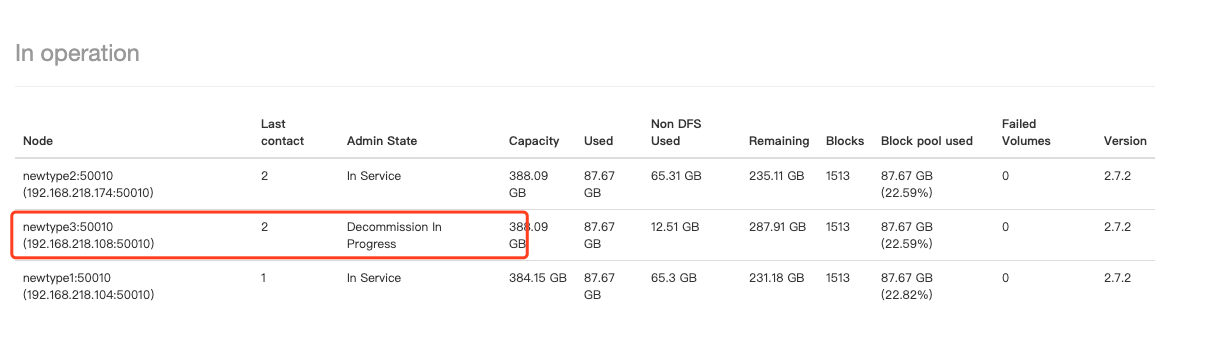 In operation
Node Last contact Admin State Capacity Used Non DFS Used Remaining Blocks Block pool used Failed Volumes Version
newtype2:50010 (192.168.218.174:50010) 2 In Service 388.09 GB 87.67 GB 65.31 GB 235.11 GB 1513 87.67 GB (22.59%) 0 2.7.2
newtype3:50010 (192.168.218.108:50010) 2 Decommission In Progress 388.09 GB 87.67 GB 12.51 GB 287.91 GB 1513 87.67 GB (22.59%) 0 2.7.2
newtype1:50010 (192.168.218.104:50010) 1 In Service 384.15 GB 87.67 GB 65.3 GB 231.18 GB 1513 87.67 GB (22.82%) 0 2.7.2